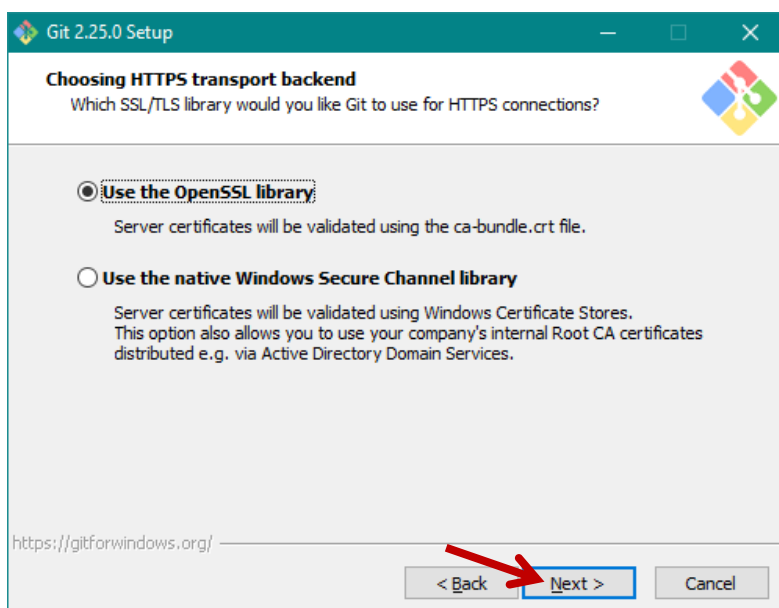 Git 2.25.0 Setup
Choosing HTTPS transport backend
Which SSL/TLS library would you like Git to use for HTTPS connections?
Use the OpenSSL library
Server certificates will be validated using the ca-bundle.crt file.
Use the native Windows Secure Channel library
Server certificates will be validated using Windows Certificate Stores.
This option also allows you to use your company's internal Root CA certificates
distributed e.g. via Active Directory Domain Services.
https://gitforwindows.org/
< Back Next > Cancel